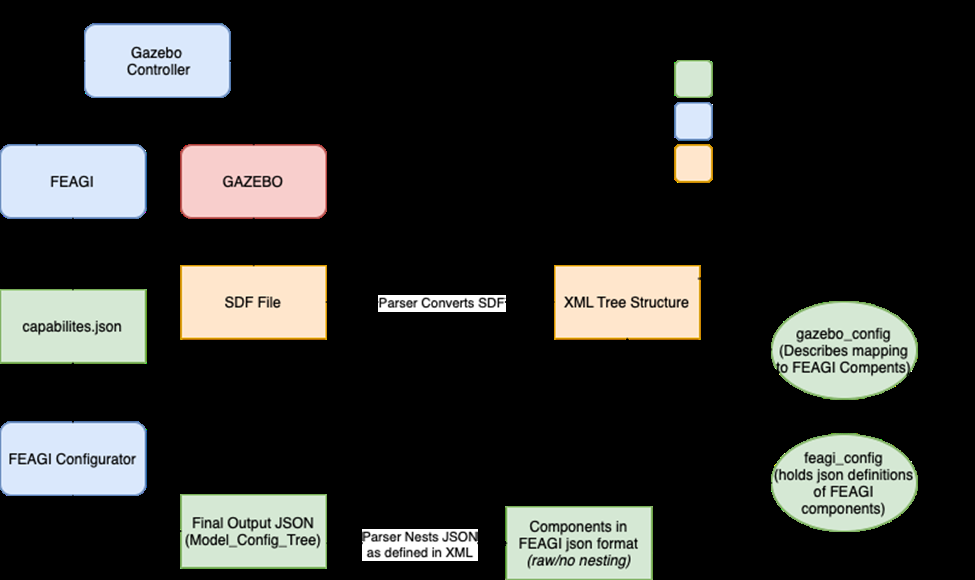 Gazebo
Controller
FEAGI
GAZEBO
SDF File
Parser Converts SDF
XML Tree Structure
capabilites.json
gazebo_config
(Describes mapping
to FEAGI Compents)
FEAGI Configurator
feagi_config
(holds json definitions
of FEAGI
components)
Final Output JSON
(Model_Config_Tree)
Parser Nests JSON
as defined in XML
Components in
FEAGI json format
(raw/no nesting)